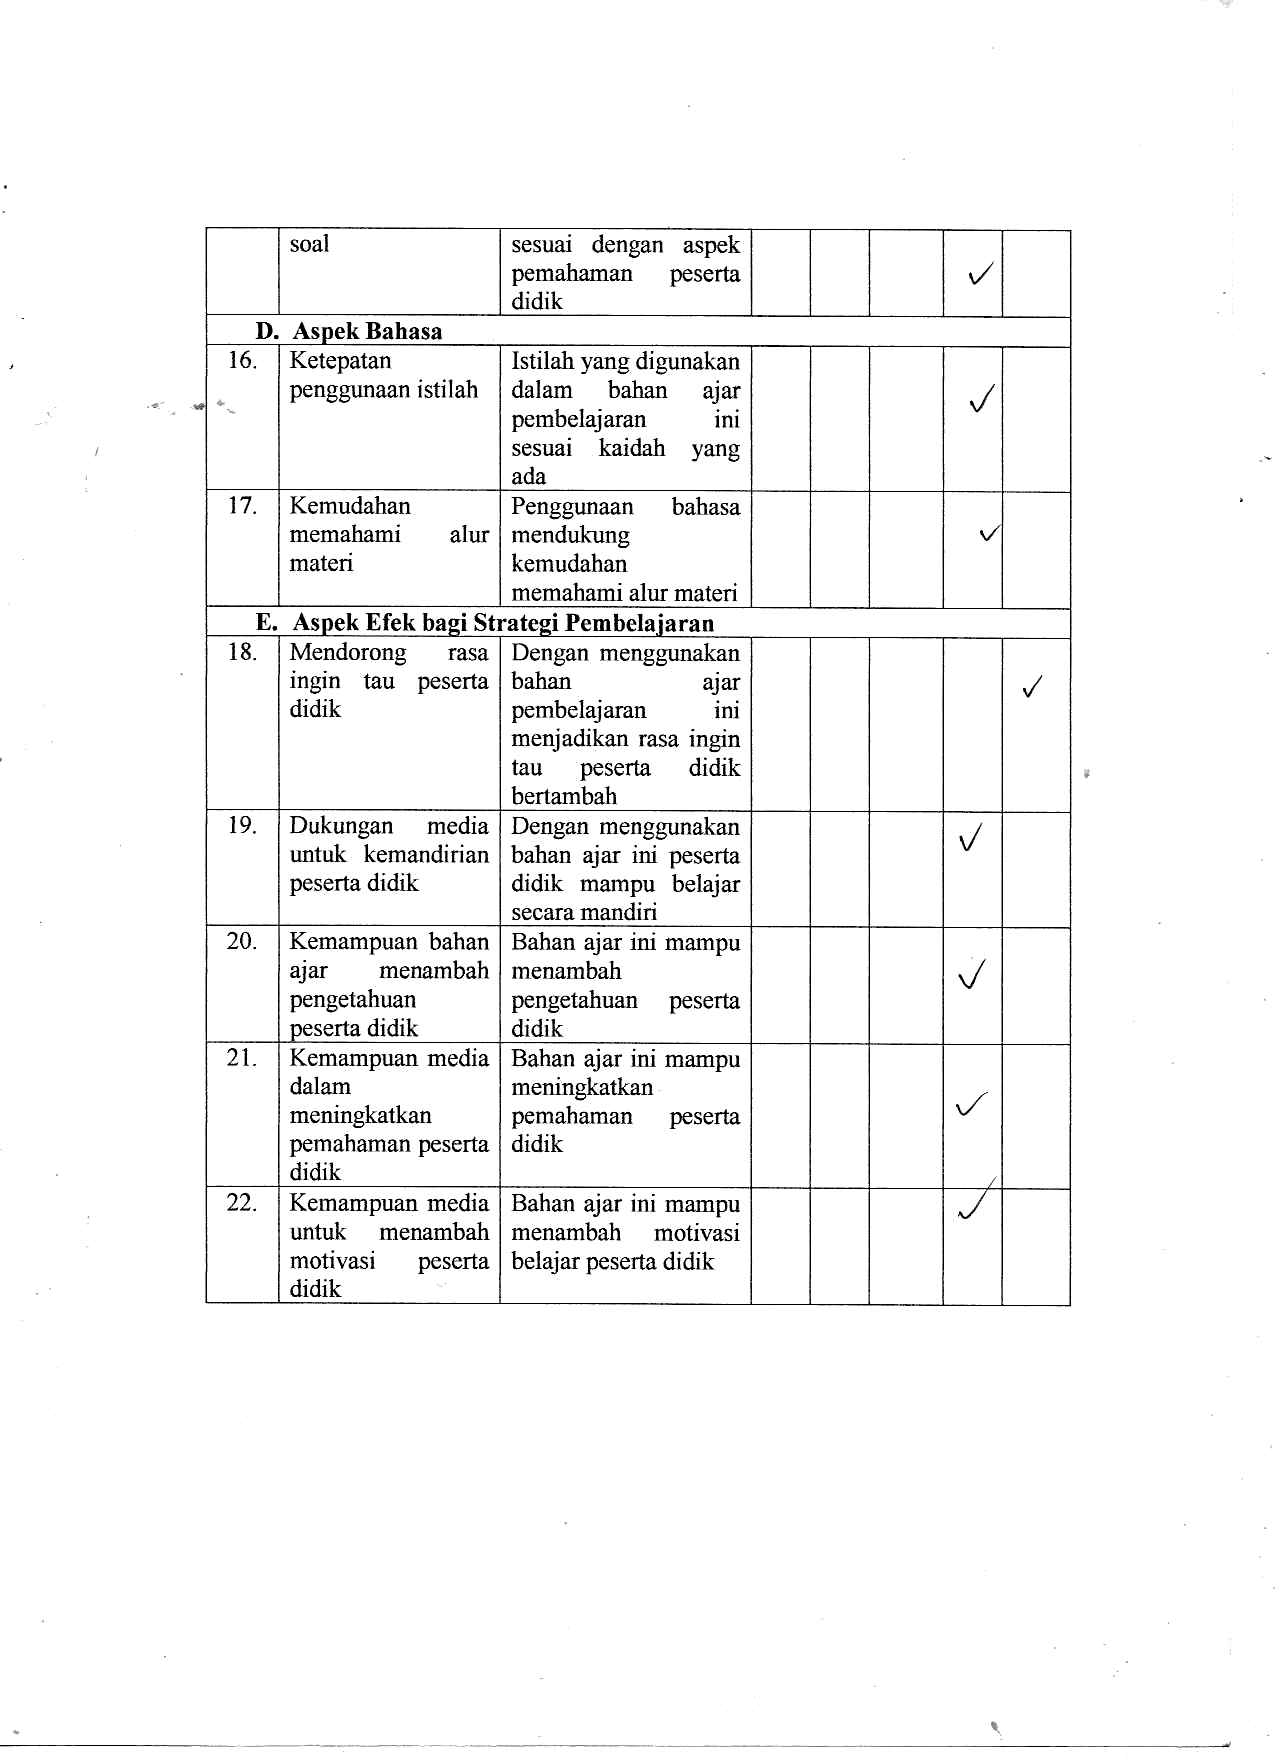 soal sesuai dengan aspek
pemahaman peserta
didik ✓
D. Aspek Bahasa
16. Ketepatan Istilah yang digunakan
penggunaan istilah dalam bahan ajar ✓
pembelajaran ini
sesuai kaidah yang
ada
17. Kemudahan Penggunaan bahasa
memahami alur mendukung ✓
materi kemudahan
memahami alur materi
E. Aspek Efek bagi Strategi Pembelajaran
18. Mendorong rasa Dengan menggunakan
ingin tau peserta bahan ajar ✓
didik pembelajaran ini
menjadikan rasa ingin
tau peserta didik
bertambah
19. Dukungan media Dengan menggunakan ✓
untuk kemandirian bahan ajar ini peserta
peserta didik didik mampu belajar
secara mandiri
20. Kemampuan bahan Bahan ajar ini mampu
ajar menambah menambah ✓
pengetahuan pengetahuan peserta
peserta didik didik
21. Kemampuan media Bahan ajar ini mampu
dalam meningkatkan
meningkatkan pemahaman peserta ✓
pemahaman peserta didik
didik
22. Kemampuan media Bahan ajar ini mampu ✓
untuk menambah menambah motivasi
motivasi peserta belajar peserta didik
didik